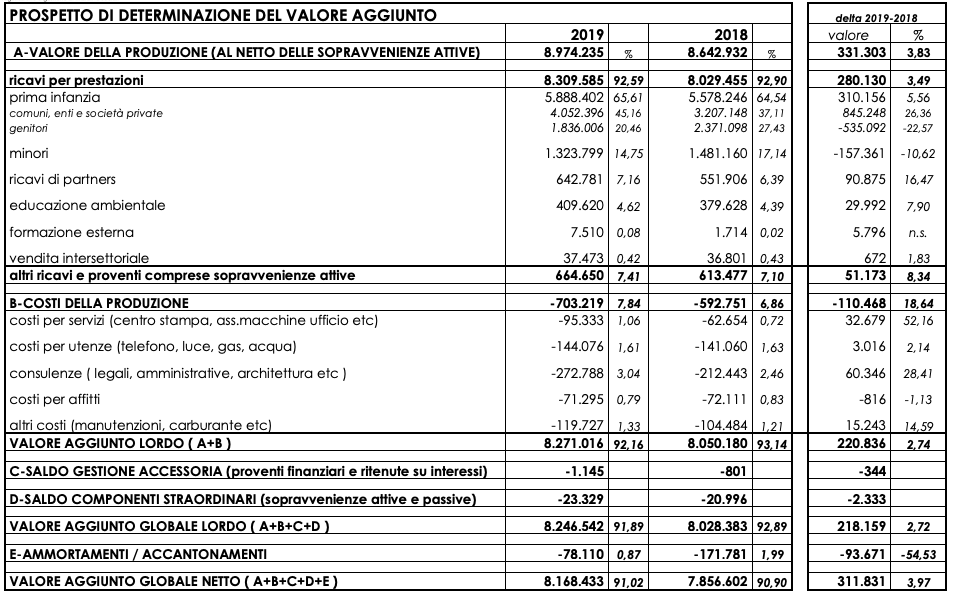 PROSPETTO DI DETERMINAZIONE DEL VALORE AGGIUNTO
delta 2019-2018
2019 2018 valore %
A-VALORE DELLA PRODUZIONE (AL NETTO DELLE SOPRAVVENIENZE ATTIVE) 8.974.235 % 8.642.932 % 331.303 3,83
ricavi per prestazioni 8.309.585 92,59 8.029.455 92,90 280.130 3,49
prima infanzia 5.888.402 65,61 5.578.246 64,54 310.156 5,56
comuni, enti e società private 4.052.396 45,16 3.207.148 37,11 845.248 26,36
genitori 1.836.006 20,46 2.371.098 27,43 -535.092 -22,57
minori 1.323.799 14,75 1.481.160 17,14 -157.361 -10,62
ricavi di partners 642.781 7,16 551.906 6,39 90.875 16,47
educazione ambientale 409.620 4,62 379.628 4,39 29.992 7,90
formazione esterna 7.510 0,08 1.714 0,02 5.796 n.s.
vendita intersettoriale 37.473 0,42 36.801 0,43 672 1,83
altri ricavi e proventi comprese sopravvenienze attive 664.650 7,41 613.477 7,10 51.173 8,34
B-COSTI DELLA PRODUZIONE -703.219 7,84 -592.751 6,86 -110.468 18,64
costi per servizi (centro stampa, ass.macchine ufficio etc) -95.333 1,06 -62.654 0,72 32.679 52,16
costi per utenze (telefono, luce, gas, acqua) -144.076 1,61 -141.060 1,63 3.016 2,14
consulenze ( legali, amministrative, architettura etc ) -272.788 3,04 -212.443 2,46 60.346 28,41
costi per affitti -71.295 0,79 -72.111 0,83 -816 -1,13
altri costi (manutenzioni, carburante etc) -119.727 1,33 -104.484 1,21 15.243 14,59
VALORE AGGIUNTO LORDO ( A+B ) 8.271.016 92,16 8.050.180 93,14 220.836 2,74
C-SALDO GESTIONE ACCESSORIA (proventi finanziari e ritenute su interessi) -1.145 -801 -344
D-SALDO COMPONENTI STRAORDINARI (sopravvenienze attive e passive) -23.329 -20.996 -2.333
VALORE AGGIUNTO GLOBALE LORDO ( A+B+C+D ) 8.246.542 91,89 8.028.383 92,89 218.159 2,72
E-AMMORTAMENTI / ACCANTONAMENTI -78.110 0,87 -171.781 1,99 -93.671 -54,53
VALORE AGGIUNTO GLOBALE NETTO ( A+B+C+D+E ) 8.168.433 91,02 7.856.602 90,90 311.831 3,97